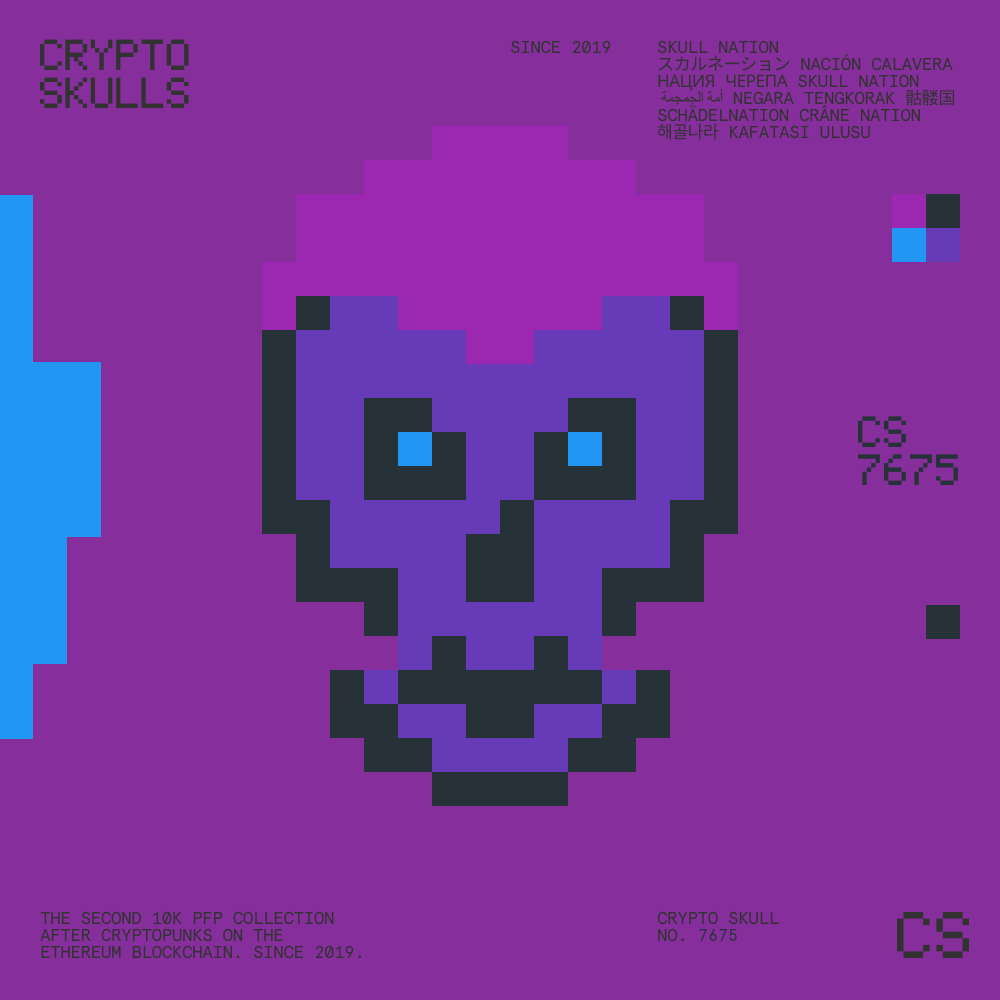 CRYPTO
SKULLS
SINCE 2019
SKULL NATION
スカルネーション NACIÓN CALAVERA
НАЦИЯ ЧЕРЕПА SKULL NATION
أمة الجمجمة NEGARA TENGKORAK 骷髅国
SCHÄDELNATION CRÂNE NATION
해골나라 KAFATASI ULUSU
CS
7675
THE SECOND 10K PFP COLLECTION
AFTER CRYPTOPUNKS ON THE
ETHEREUM BLOCKCHAIN. SINCE 2019.
CRYPTO SKULL
NO. 7675
CS